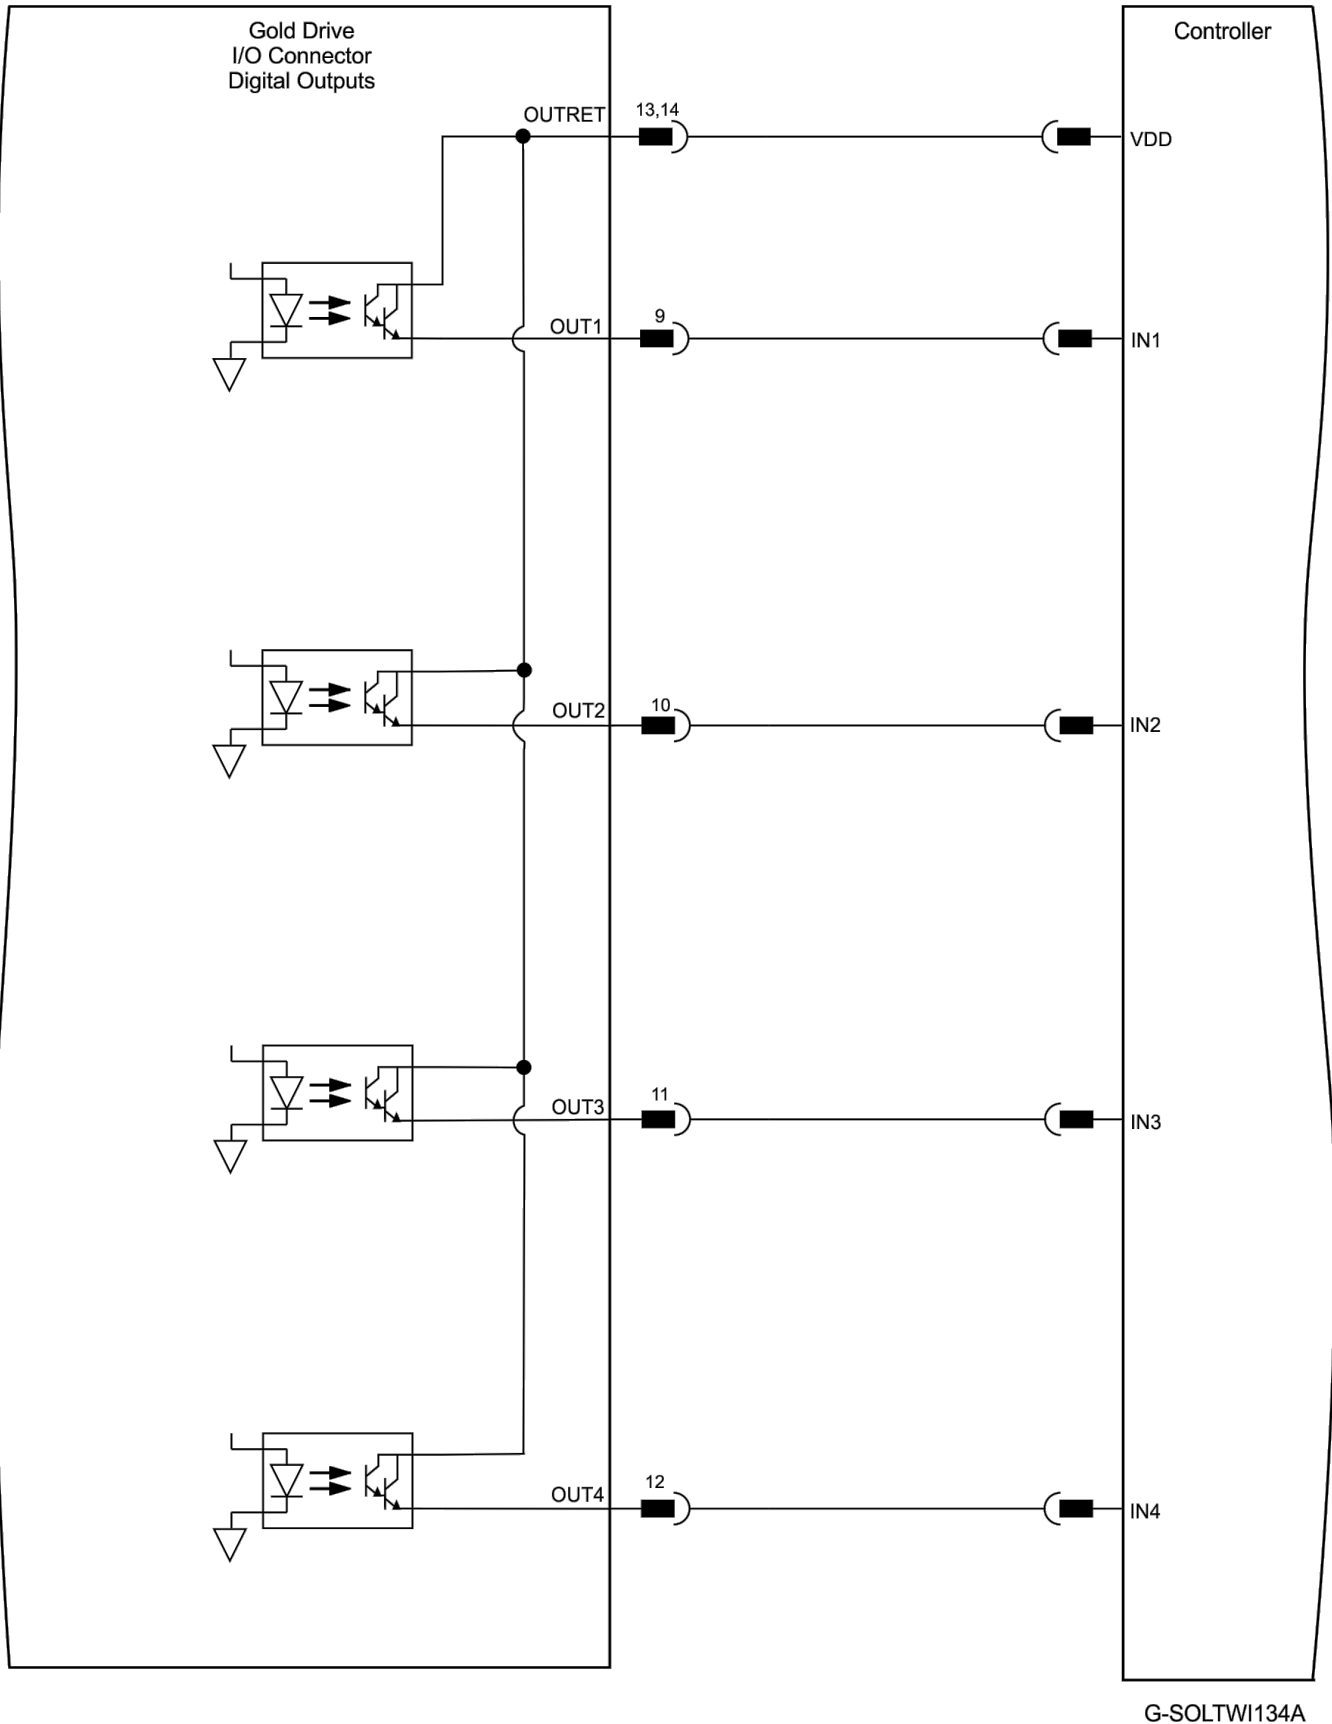 Gold Drive
I/O Connector
Digital Outputs
Controller
OUTRET
13,14
VDD
OUT1
9
IN1
OUT2
10
IN2
OUT3
11
IN3
OUT4
12
IN4
G-SOLTWI134A